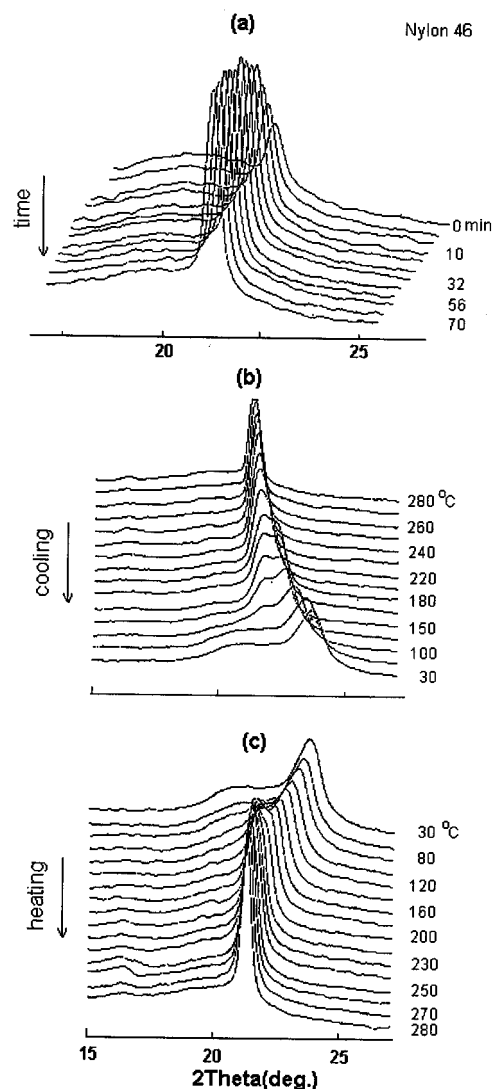 (a)
Nylon 46
time
0 min
10
32
56
70
20 25
(b)
cooling
280 °C
260
240
220
180
150
100
30
(c)
heating
30 °C
80
120
160
200
230
250
270
280
15 20 25
2Theta(deg.)